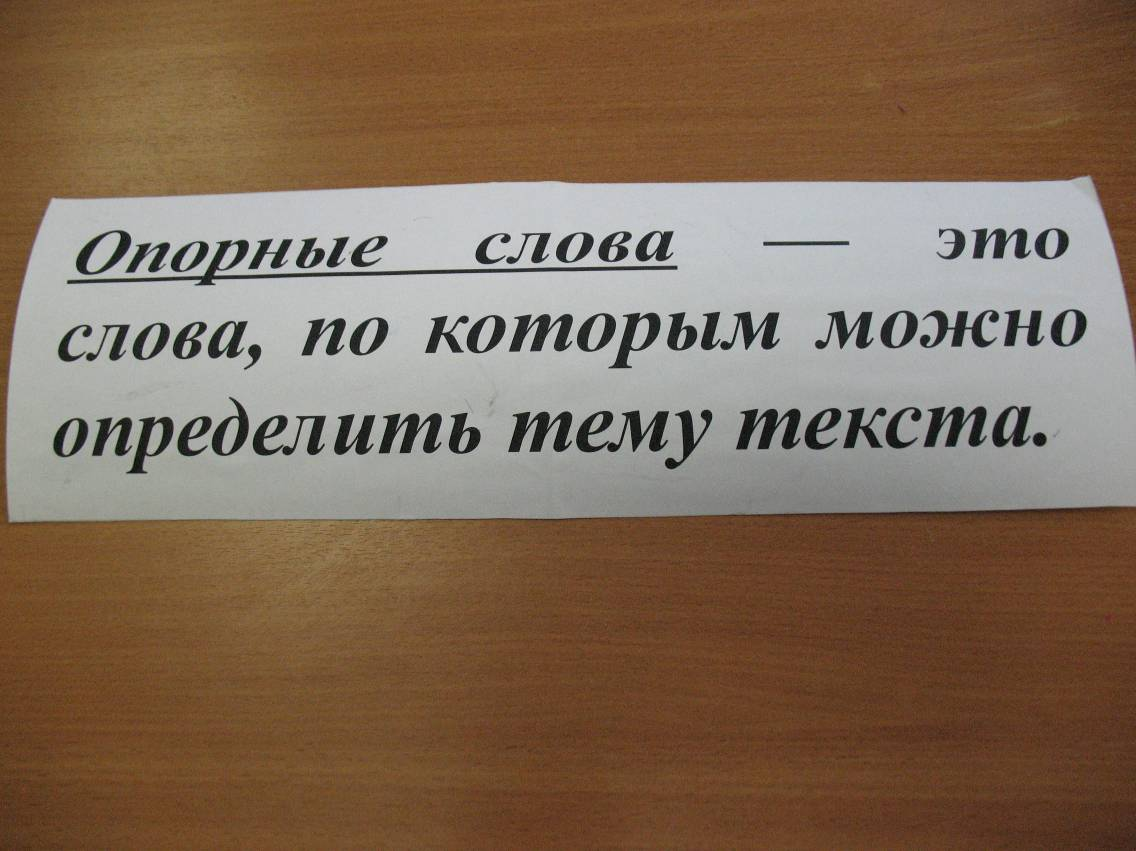 Опорные слова — это
слова, по которым можно
определить тему текста.